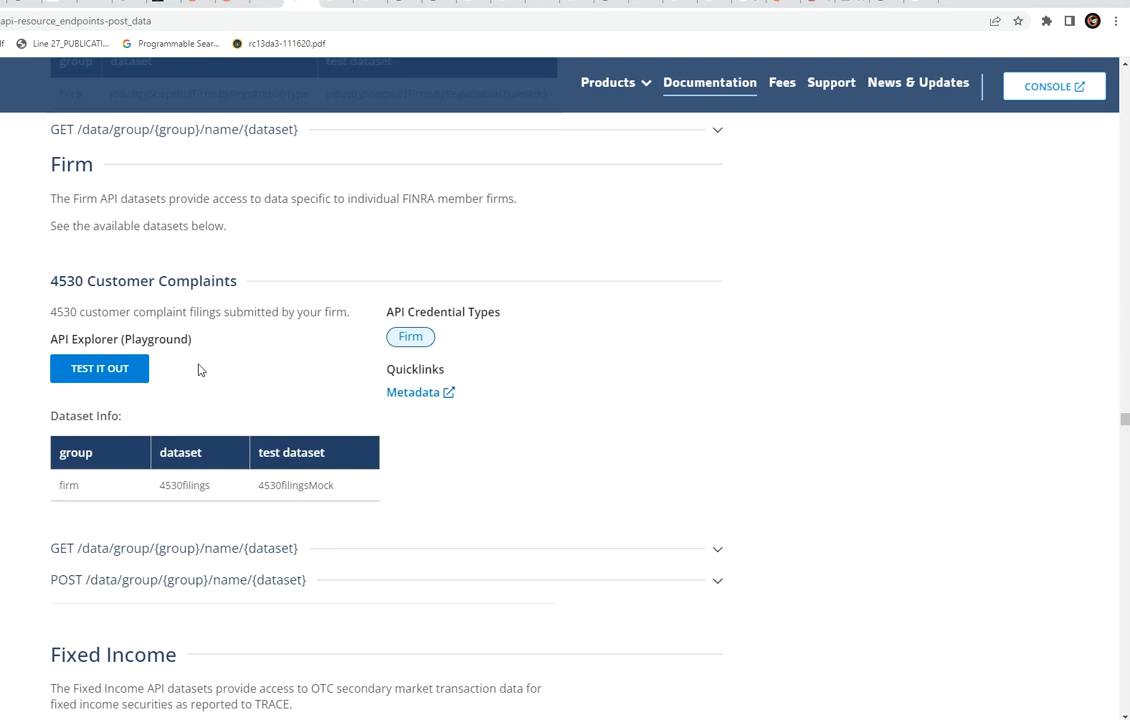 api-resource_endpoints-post_data
Line 27_PUBLICATI...
Programmable Sear...
rc13da3-111620.pdf
group dataset test dataset
Products Documentation Fees Support News & Updates CONSOLE
GET /data/group/{group}/name/{dataset}
Firm
The Firm API datasets provide access to data specific to individual FINRA member firms.
See the available datasets below.
4530 Customer Complaints
4530 customer complaint filings submitted by your firm.
API Credential Types
API Explorer (Playground)
Firm
TEST IT OUT
Quicklinks
Metadata
Dataset Info:
group dataset test dataset
firm 4530filings 4530filingsMock
GET /data/group/{group}/name/{dataset}
POST /data/group/{group}/name/{dataset}
Fixed Income
The Fixed Income API datasets provide access to OTC secondary market transaction data for
fixed income securities as reported to TRACE.